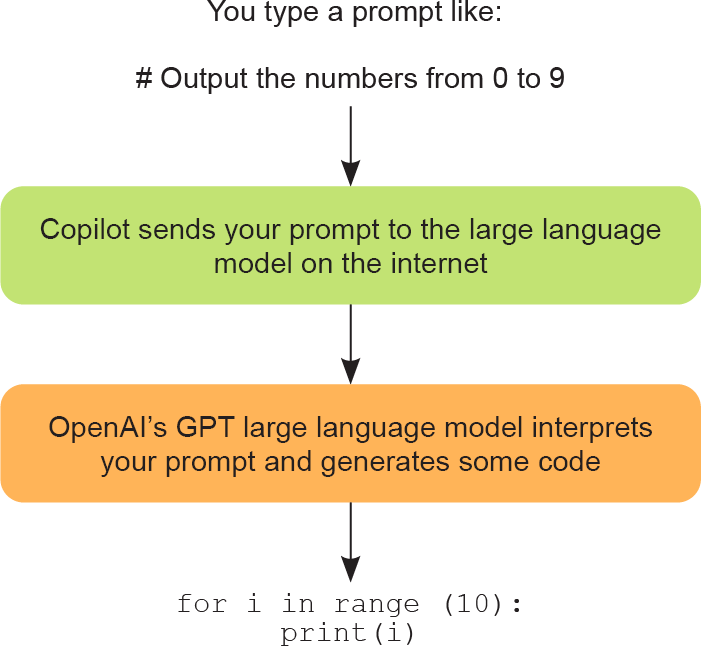 You type a prompt like:
# Output the numbers from 0 to 9
Copilot sends your prompt to the large language
model on the internet
OpenAI’s GPT large language model interprets
your prompt and generates some code
for i in range (10):
print(i)